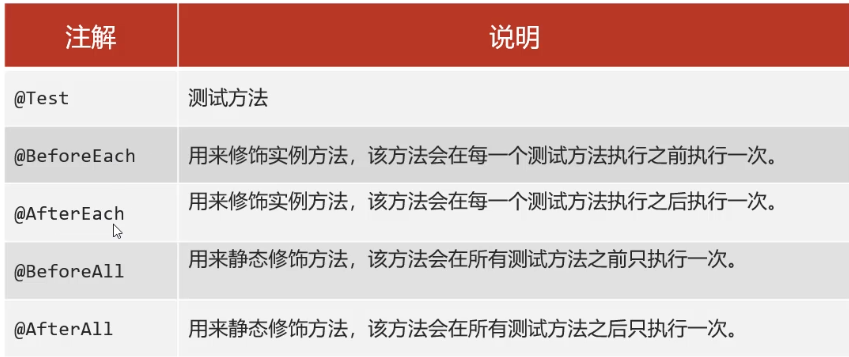 注解 说明
@Test 测试方法
@BeforeEach 用来修饰实例方法，该方法会在每一个测试方法执行之前执行一次。
@AfterEach 用来修饰实例方法，该方法会在每一个测试方法执行之后执行一次。
@BeforeAll 用来静态修饰方法，该方法会在所有测试方法之前只执行一次。
@AfterAll 用来静态修饰方法，该方法会在所有测试方法之后只执行一次。